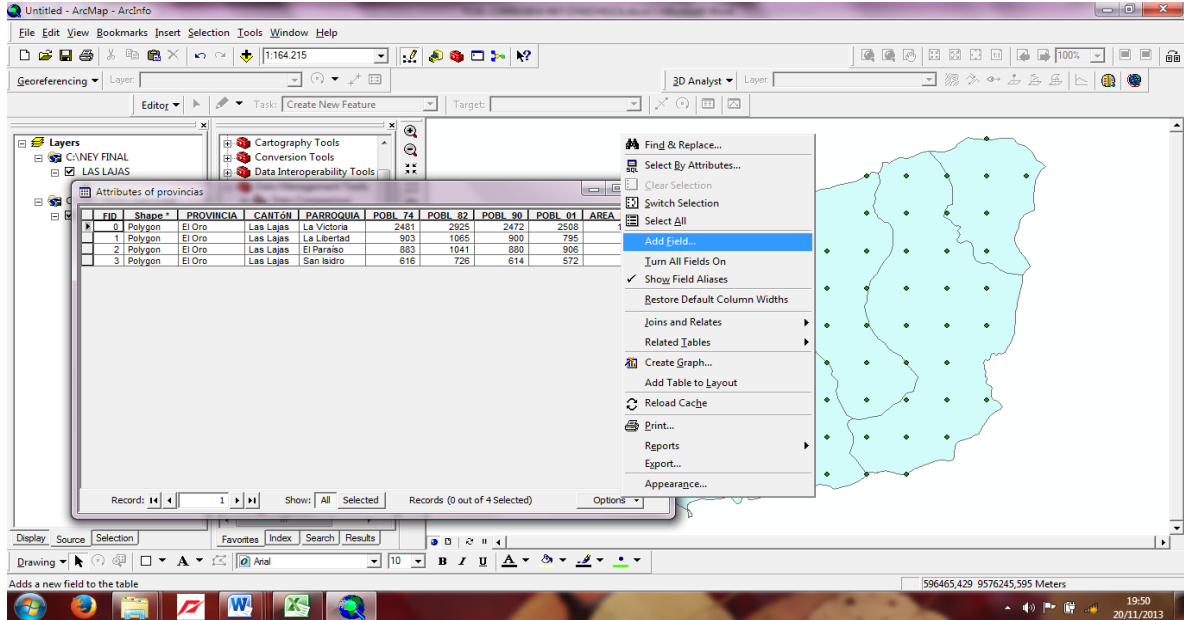 Untitled - ArcMap - ArcInfo
File Edit View Bookmarks Insert Selection Tools Window Help
1:164.215
100%
Georeferencing Layer:
3D Analyst Layer:
Editor Task: Create New Feature Target:
Layers
C:\NEY FINAL
LAS LAJAS
Cartography Tools
Conversion Tools
Data Interoperability Tools
Attributes of provincias
FID Shape * PROVINCIA CANTóN PARROQUIA POBL_74 POBL_82 POBL_90 POBL_01 AREA
0 Polygon El Oro Las Lajas La Victoria 2481 2925 2472 2508
1 Polygon El Oro Las Lajas La Libertad 903 1065 900 795
2 Polygon El Oro Las Lajas El Paraíso 883 1041 880 906
3 Polygon El Oro Las Lajas San Isidro 616 726 614 572
Record: 1 Show: All Selected Records (0 out of 4 Selected) Options
Find & Replace...
Select By Attributes...
Clear Selection
Switch Selection
Select All
Add Field...
Turn All Fields On
Show Field Aliases
Restore Default Column Widths
Joins and Relates
Related Tables
Create Graph...
Add Table to Layout
Reload Cache
Print...
Reports
Export...
Appearance...
Display Source Selection
Favorites Index Search Results
Drawing A Arial 10 B I U A
Adds a new field to the table
596465,429 9576245,595 Meters
19:50
20/11/2013